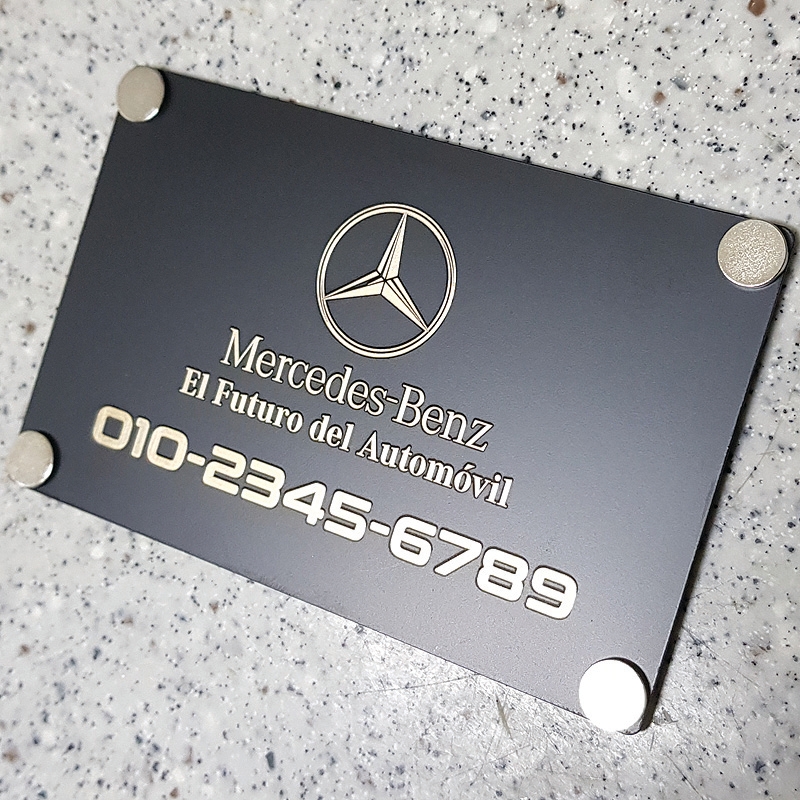 Mercedes-Benz
El Futuro del Automóvil
010-2345-6789